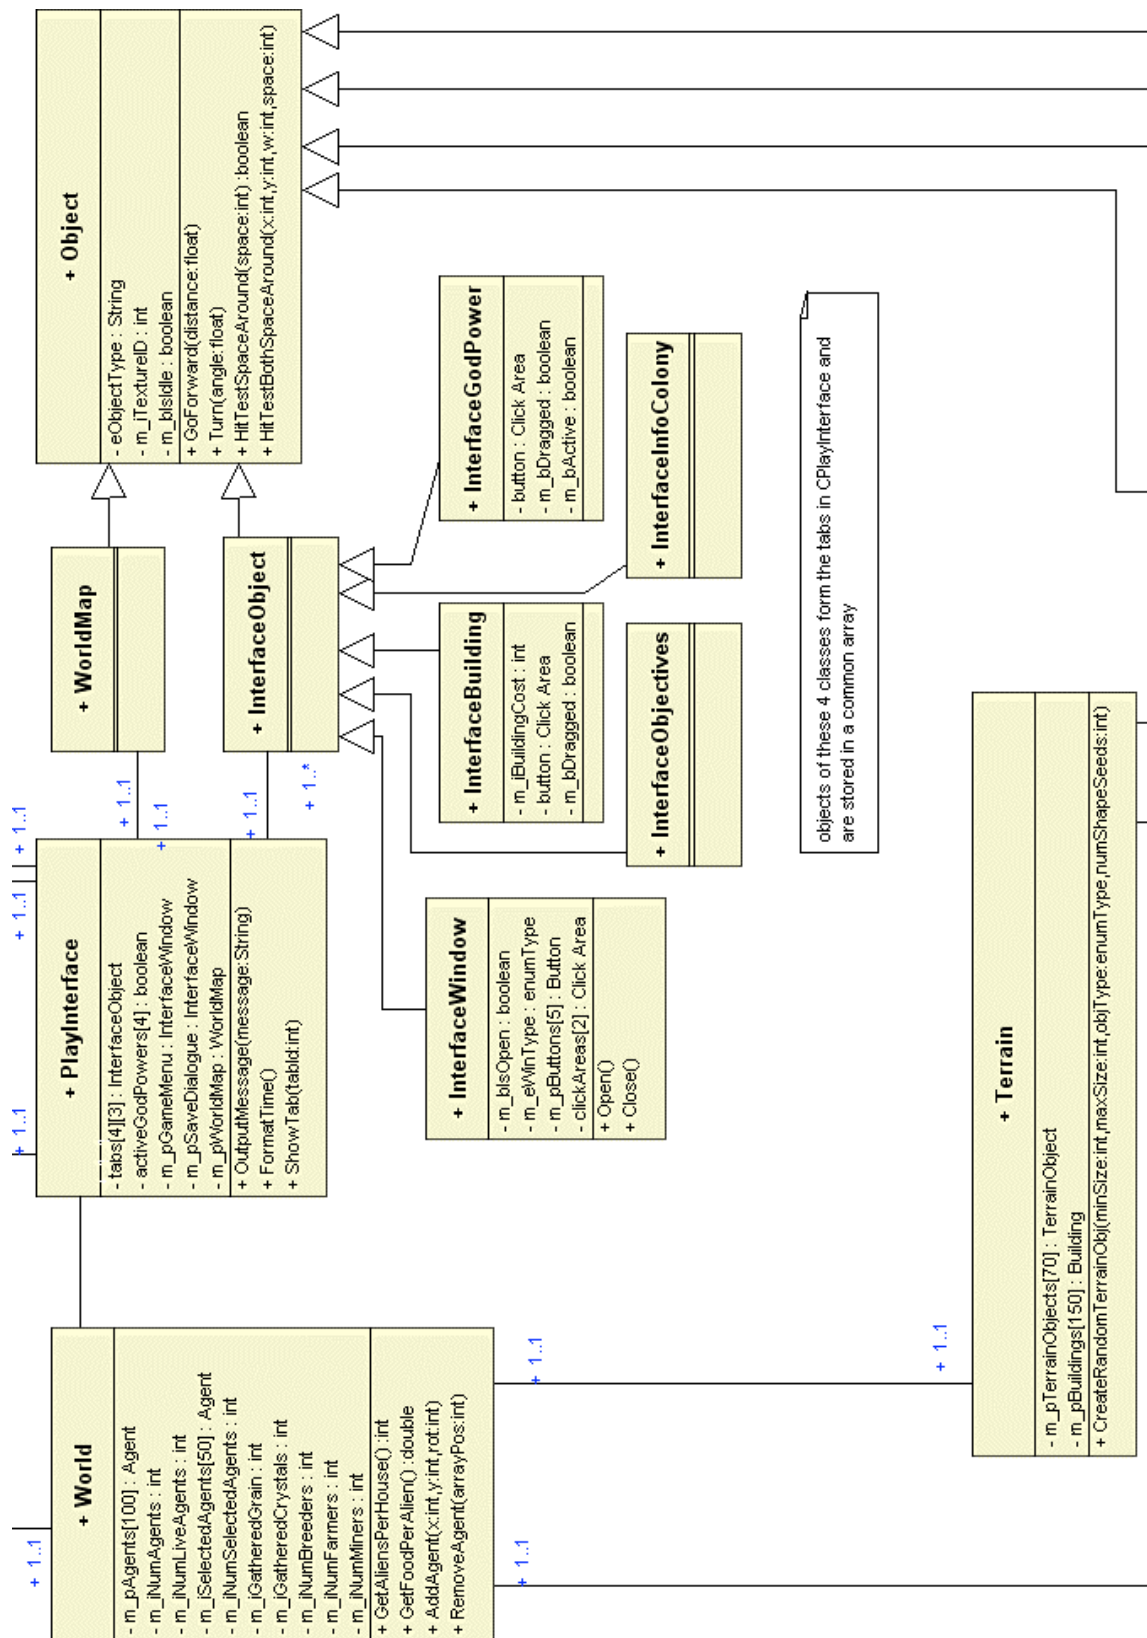 + Object
- eObjectType : String
- m_iTextureID : int
- m_bIsIdle : boolean
+ GoForward(distance:float)
+ Turn(angle:float)
+ HitTestSpaceAround(space:int) :boolean
+ HitTestBothSpaceAround(x:int,y:int,w:int,space:int)
+ WorldMap
+ InterfaceObject
+ InterfaceGodPower
- button : Click Area
- m_bDragged : boolean
- m_bActive : boolean
+ InterfaceInfoColony
+ InterfaceBuilding
- m_iBuildingCost : int
- button : Click Area
- m_bDragged : boolean
+ InterfaceObjectives
objects of these 4 classes form the tabs in CPlayInterface and
are stored in a common array
+ 1..1
+ 1..1
+ 1..1
+ 1..1
+ 1..1
+ 1..*
+ 1..1
+ PlayInterface
- tabs[4][3] : InterfaceObject
- activeGodPowers[4] : boolean
- m_pGameMenu : InterfaceWindow
- m_pSaveDialogue : InterfaceWindow
- m_pWorldMap : WorldMap
+ OutputMessage(message:String)
+ FormatTime()
+ ShowTab(tabId:int)
+ InterfaceWindow
- m_bIsOpen : boolean
- m_eWinType : enumType
- m_pButtons[5] : Button
- clickAreas[2] : Click Area
+ Open()
+ Close()
+ Terrain
- m_pTerrainObjects[70] : TerrainObject
- m_pBuildings[150] : Building
+ CreateRandomTerrainObj(minSize:int,maxSize:int,objType:enumType,numShapeSeeds:int)
+ World
- m_pAgents[100] : Agent
- m_iNumAgents : int
- m_iNumLiveAgents : int
- m_iSelectedAgents[50] : Agent
- m_iNumSelectedAgents : int
- m_iGatheredGrain : int
- m_iGatheredCrystals : int
- m_iNumBreeders : int
- m_iNumFarmers : int
- m_iNumMiners : int
+ GetAliensPerHouse() :int
+ GetFoodPerAlien() :double
+ AddAgent(x:int,y:int,rot:int)
+ RemoveAgent(arrayPos:int)
+ 1..1
+ 1..1
+ 1..1
+ 1..1